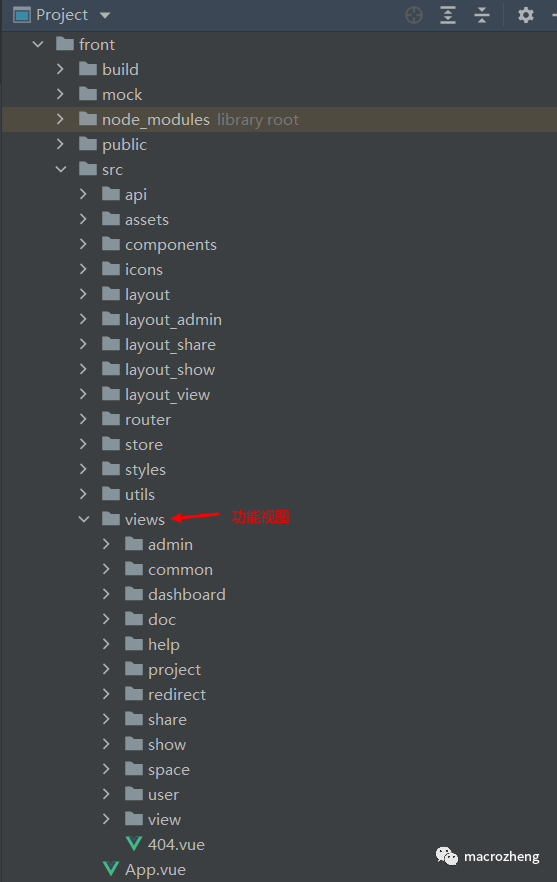 Project
front
build
mock
node_modules library root
public
src
api
assets
components
icons
layout
layout_admin
layout_share
layout_show
layout_view
router
store
styles
utils
views 功能视图
admin
common
dashboard
doc
help
project
redirect
share
show
space
user
view
404.vue
App.vue
macrozheng